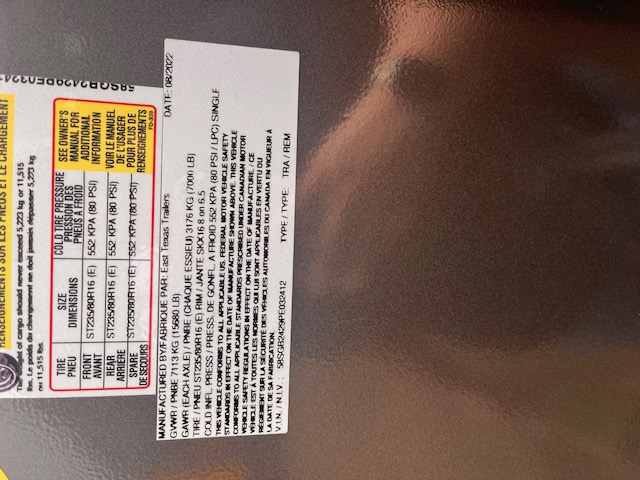 RENSEIGNEMENTS SUR LES PNEUS ET LE CHARGEMENT
The weight of cargo should never exceed 5,223 kg or 11,515
lbs. Le poids de chargement ne doit jamais dépasser 5,223 kg
ou 11,515 lbs.
TIRE
PNEU
SIZE
DIMENSIONS
COLD TIRE PRESSURE
PRESSION DES
PNEUS A FROID
SEE OWNER'S
MANUAL FOR
ADDITIONAL
INFORMATION
VOIR LE MANUEL
DE L'USAGER
POUR PLUS DE
RENSEIGNEMENTS
FRONT
AVANT
ST235/80R16 (E)
552 KPA (80 PSI)
REAR
ARRIÈRE
ST235/80R16 (E)
552 KPA (80 PSI)
SPARE
DE SECOURS
ST235/80R16 (E)
552 KPA (80 PSI)
MANUFACTURED BY/FABRIQUE PAR: East Texas Trailers DATE: 08/2022
GVWR / PNBE 7113 KG (15680 LB)
GAWR (EACH AXLE) / PNBE (CHAQUE ESSIEU) 3176 KG (7000 LB)
TIRE / PNEU ST235/80R16 (E) RIM / JANTE 5KX16 8 on 6.5
COLD INFL. PRESS / PRESS. DE GONFL. A FROID 552 KPA (80 PSI / LPC) SINGLE
THIS VEHICLE CONFORMS TO ALL APPLICABLE US. FEDERAL MOTOR VEHICLE SAFETY
STANDARDS IN EFFECT ON THE DATE OF MANUFACTURE SHOWN ABOVE. THIS VEHICLE
CONFORMS TO ALL APPLICABLE STANDARDS PRESCRIBED UNDER CANADIAN MOTOR
VEHICLE SAFETY REGULATIONS IN EFFECT ON THE DATE OF MANUFACTURE. / CE
VÉHICLE EST À TOUTES LES NORMES QUI LUI SONT APPLICABLES EN VERTU DU
RÈGLEMENT SUR LA SÉCURITÉ DES VÉHICLES AUTOMOBILES DU CANADA EN VIGUEUR À
LA DATE DE SA FABRICATION.
V.I.N. / N.I.V. : 58SGB2429PE032412 TYPE / TYPE: TRA / REM